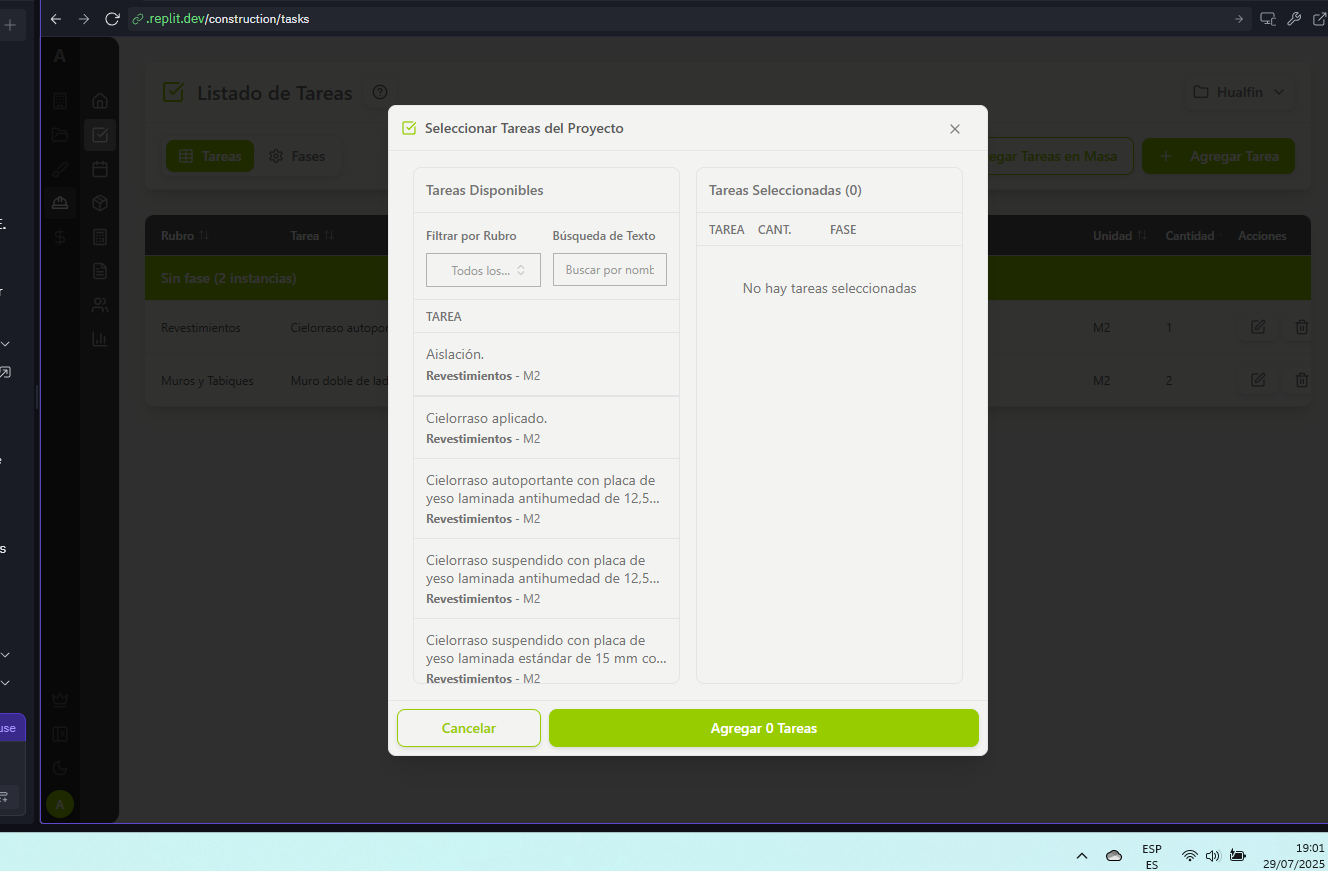 .replit.dev/construction/tasks
A
Listado de Tareas
Hualfin
Tareas
Fases
egar Tareas en Masa
+ Agregar Tarea
Rubro
Tarea
Unidad
Cantidad
Acciones
Sin fase (2 instancias)
Revestimientos
Cielorraso autopor
M2
1
Muros y Tabiques
Muro doble de lad
M2
2
Seleccionar Tareas del Proyecto
Tareas Disponibles
Filtrar por Rubro
Búsqueda de Texto
Todos los...
Buscar por nomb
TAREA
Aislación.
Revestimientos - M2
Cielorraso aplicado.
Revestimientos - M2
Cielorraso autoportante con placa de
yeso laminada antihumedad de 12,5...
Revestimientos - M2
Cielorraso suspendido con placa de
yeso laminada antihumedad de 12,5...
Revestimientos - M2
Cielorraso suspendido con placa de
yeso laminada estándar de 15 mm co...
Revestimientos - M2
Tareas Seleccionadas (0)
TAREA CANT. FASE
No hay tareas seleccionadas
Cancelar
Agregar 0 Tareas
use
A
ESP
ES
19:01
29/07/2025